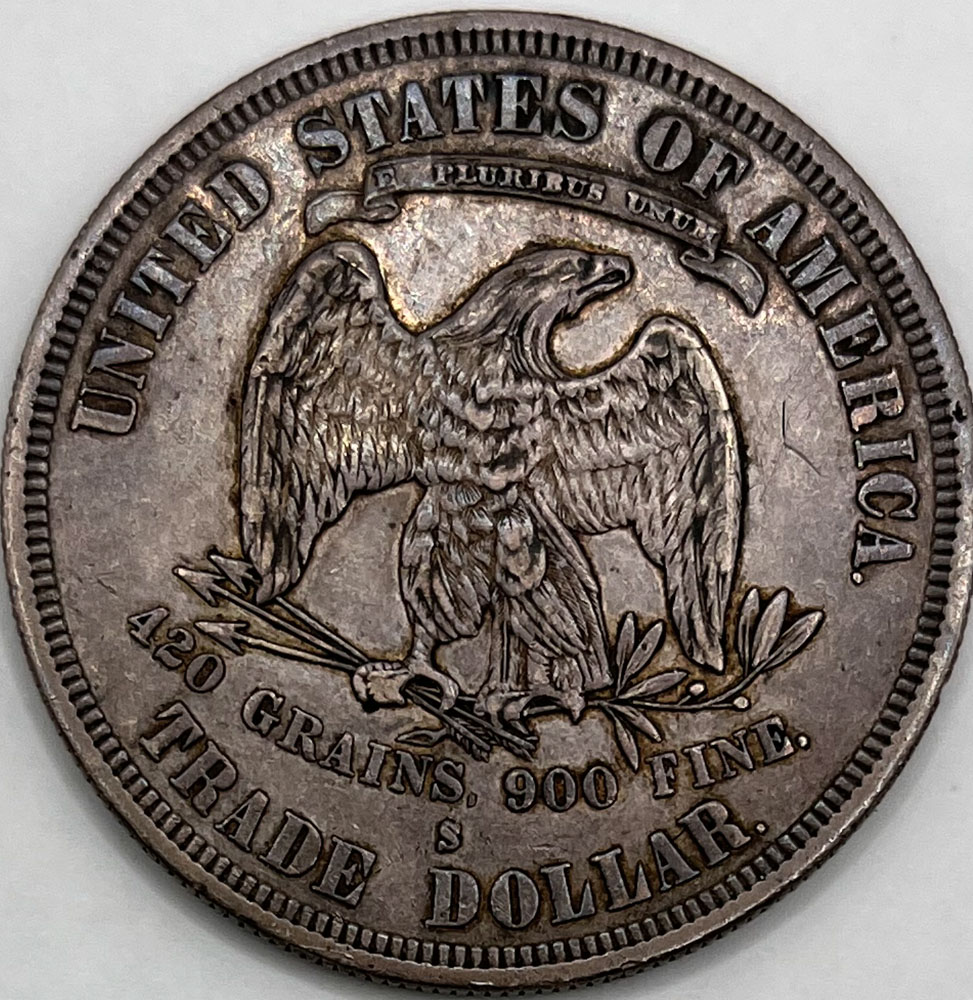 UNITED STATES OF AMERICA.
E PLURIBUS UNUM
420 GRAINS, 900 FINE.
S
TRADE DOLLAR.